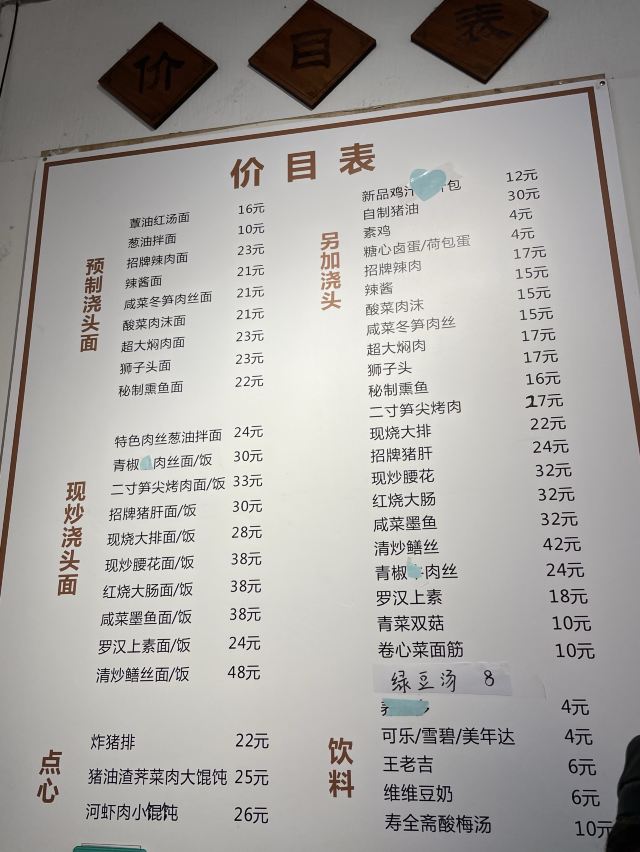 价目表
价目表
预制浇头面
蕈油红汤面 16元
葱油拌面 10元
招牌辣肉面 23元
辣酱面 21元
咸菜冬笋肉丝面 21元
酸菜肉沫面 21元
超大焖肉面 23元
狮子头面 23元
秘制熏鱼面 22元
现炒浇头面
特色肉丝葱油拌面 24元
青椒肉丝面/饭 30元
二寸笋尖烤肉面/饭 33元
招牌猪肝面/饭 30元
现烧大排面/饭 28元
现炒腰花面/饭 38元
红烧大肠面/饭 38元
咸菜墨鱼面/饭 38元
罗汉上素面/饭 24元
清炒鳝丝面/饭 48元
点心
炸猪排 22元
猪油渣荠菜肉大馄饨 25元
河虾肉小馄饨 26元
另加浇头
新品鸡汁包 12元
自制猪油 30元
素鸡 4元
糖心卤蛋/荷包蛋 4元
招牌辣肉 17元
辣酱 15元
酸菜肉沫 15元
咸菜冬笋肉丝 15元
超大焖肉 17元
狮子头 17元
秘制熏鱼 16元
二寸笋尖烤肉 17元
现烧大排 22元
招牌猪肝 24元
现炒腰花 32元
红烧大肠 32元
咸菜墨鱼 32元
清炒鳝丝 42元
青椒肉丝 24元
罗汉上素 18元
青菜双菇 10元
卷心菜面筋 10元
绿豆汤 8
饮料
4元
可乐/雪碧/美年达 4元
王老吉 6元
维维豆奶 6元
寿全斋酸梅汤 10元